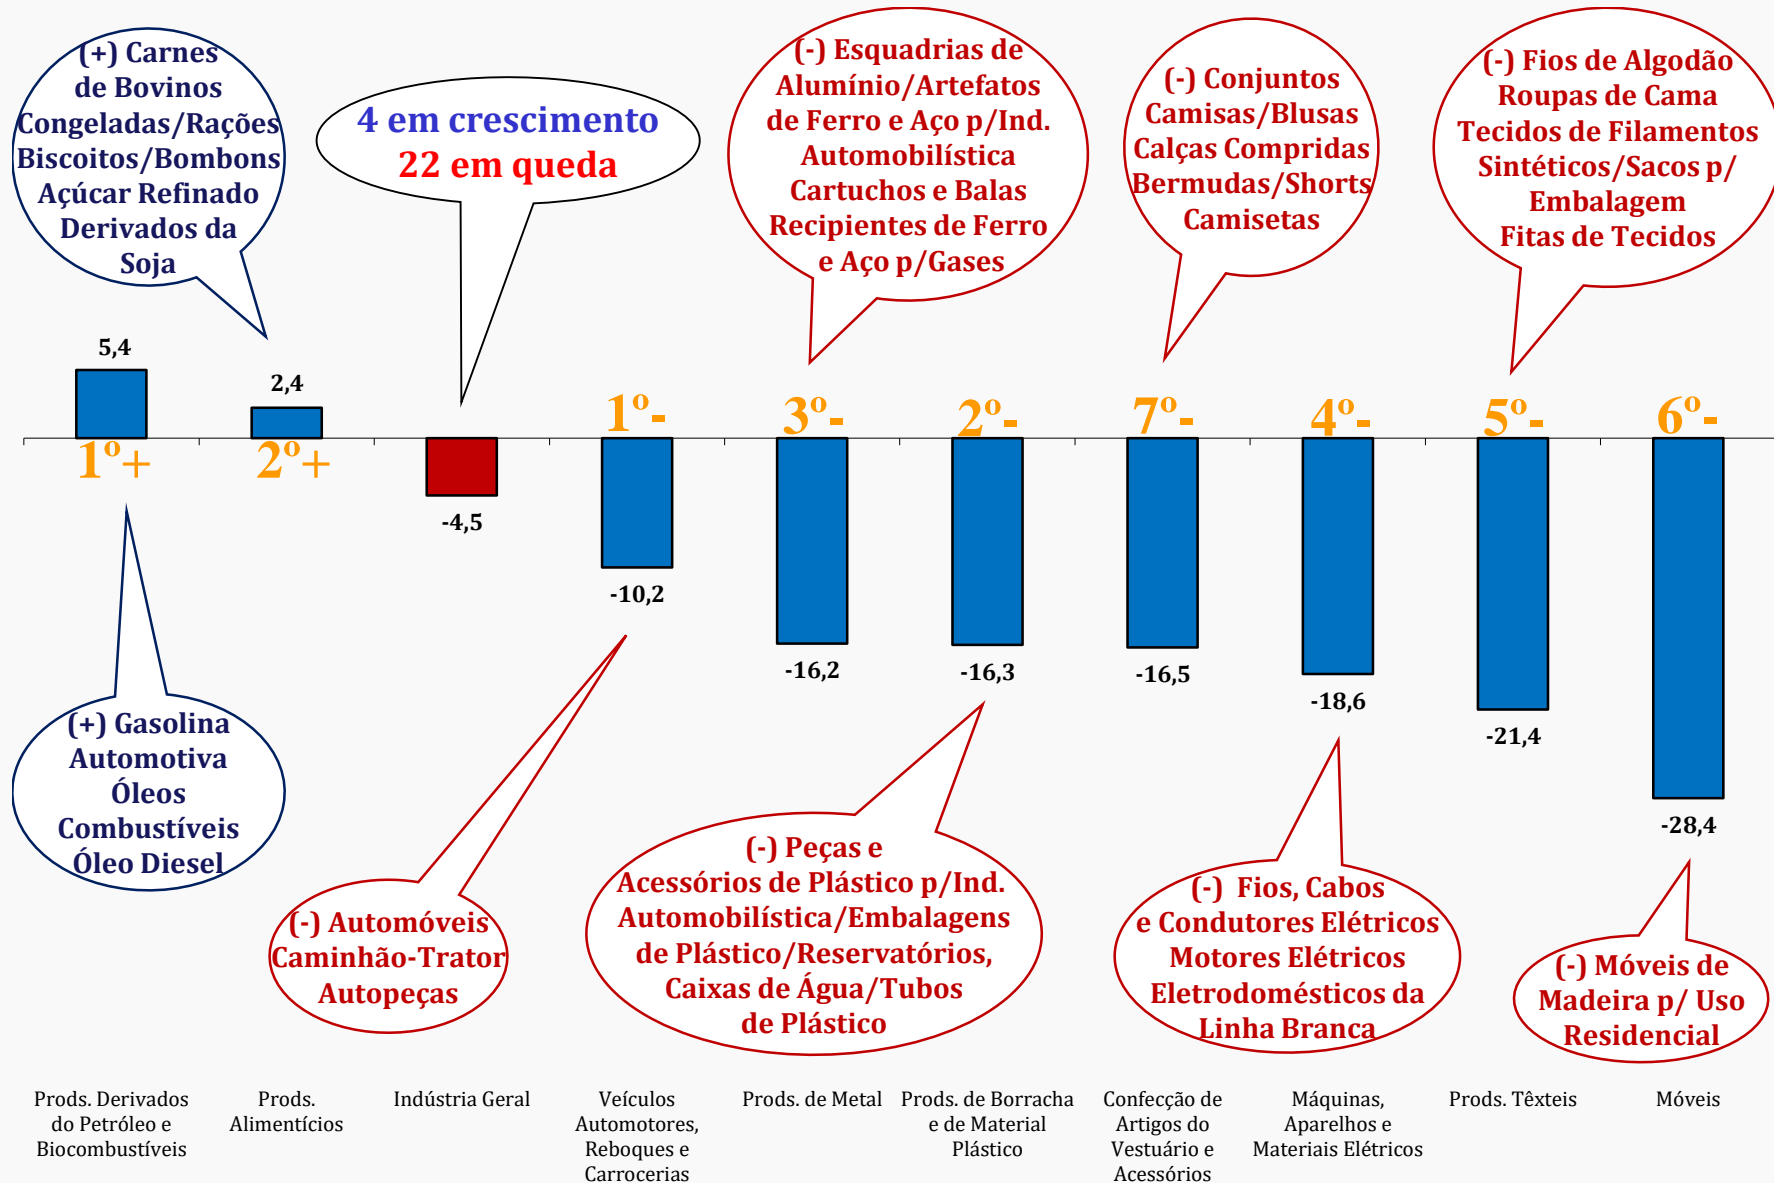 (+) Carnes
de Bovinos
Congeladas/Rações
Biscoitos/Bombons
Açúcar Refinado
Derivados da
Soja
4 em crescimento
22 em queda
(-) Esquadrias de
Alumínio/Artefatos
de Ferro e Aço p/Ind.
Automobilística
Cartuchos e Balas
Recipientes de Ferro
e Aço p/Gases
(-) Conjuntos
Camisas/Blusas
Calças Compridas
Bermudas/Shorts
Camisetas
(-) Fios de Algodão
Roupas de Cama
Tecidos de Filamentos
Sintéticos/Sacos p/
Embalagem
Fitas de Tecidos
5,4
2,4
1º+
2º+
1º-
3º-
2º-
7º-
4º-
5º-
6º-
-4,5
-10,2
-16,2
-16,3
-16,5
-18,6
-21,4
-28,4
(+) Gasolina
Automotiva
Óleos
Combustíveis
Óleo Diesel
(-) Automóveis
Caminhão-Trator
Autopeças
(-) Peças e
Acessórios de Plástico p/Ind.
Automobilística/Embalagens
de Plástico/Reservatórios,
Caixas de Água/Tubos
de Plástico
(-) Fios, Cabos
e Condutores Elétricos
Motores Elétricos
Eletrodomésticos da
Linha Branca
(-) Móveis de
Madeira p/ Uso
Residencial
Prods. Derivados
do Petróleo e
Biocombustíveis
Prods.
Alimentícios
Indústria Geral
Veículos
Automotores,
Reboques e
Carrocerias
Prods. de Metal
Prods. de Borracha
e de Material
Plástico
Confecção de
Artigos do
Vestuário e
Acessórios
Máquinas,
Aparelhos e
Materiais Elétricos
Prods. Têxteis
Móveis